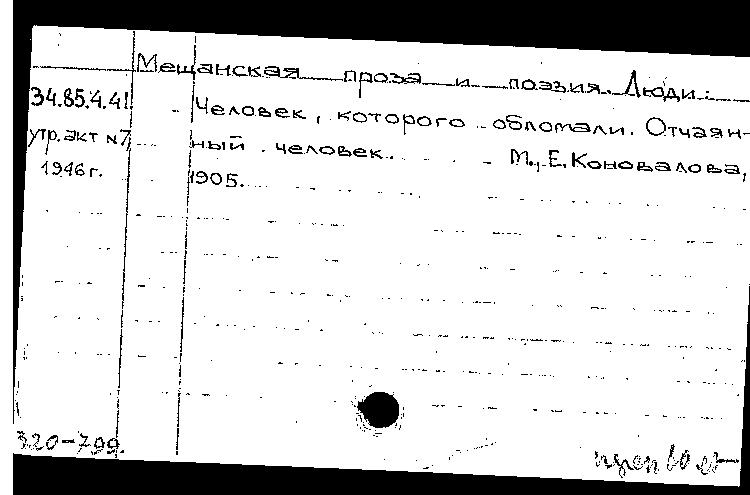 Мещанская проза и поэзия. Люди:
34.85.4.41
Человек, которого обломали. Отчаян-
утр. акт N7
ный человек. М., Е. Коновалова,
1946г.
1905.
320-799.